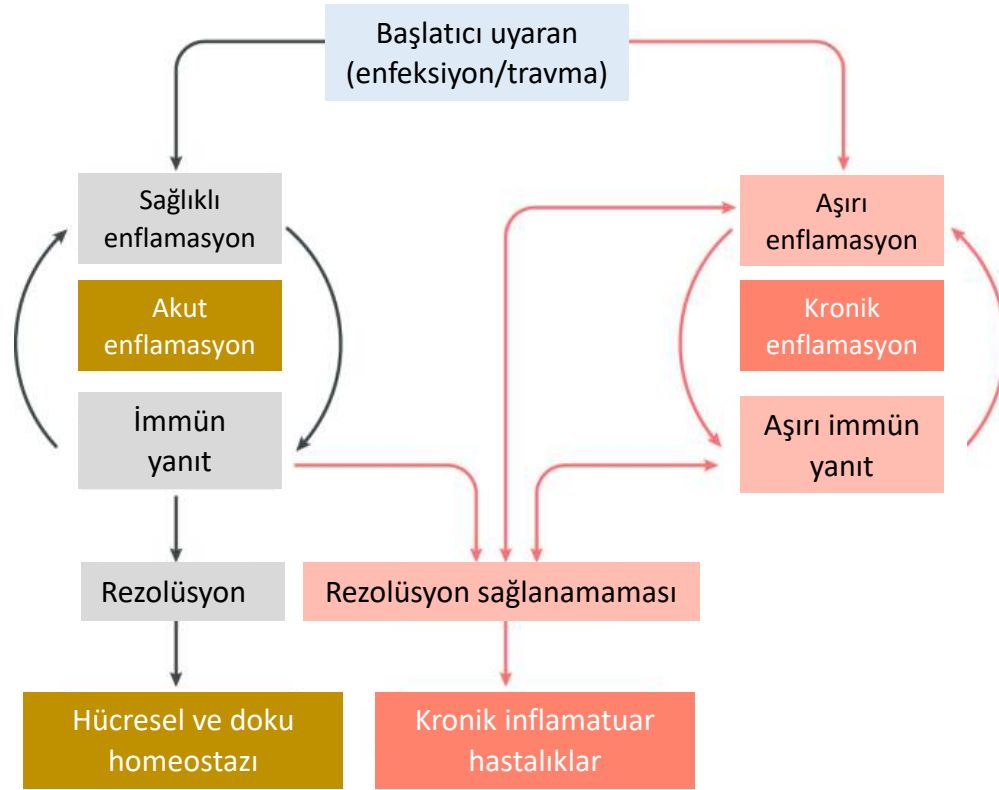 Başlatıcı uyaran
(enfeksiyon/travma)
Sağlıklı
enflamasyon
Aşırı
enflamasyon
Akut
enflamasyon
Kronik
enflamasyon
İmmün
yanıt
Aşırı immün
yanıt
Rezolüsyon
Rezolüsyon sağlanamaması
Hücresel ve doku
homeostazı
Kronik inflamatuar
hastalıklar